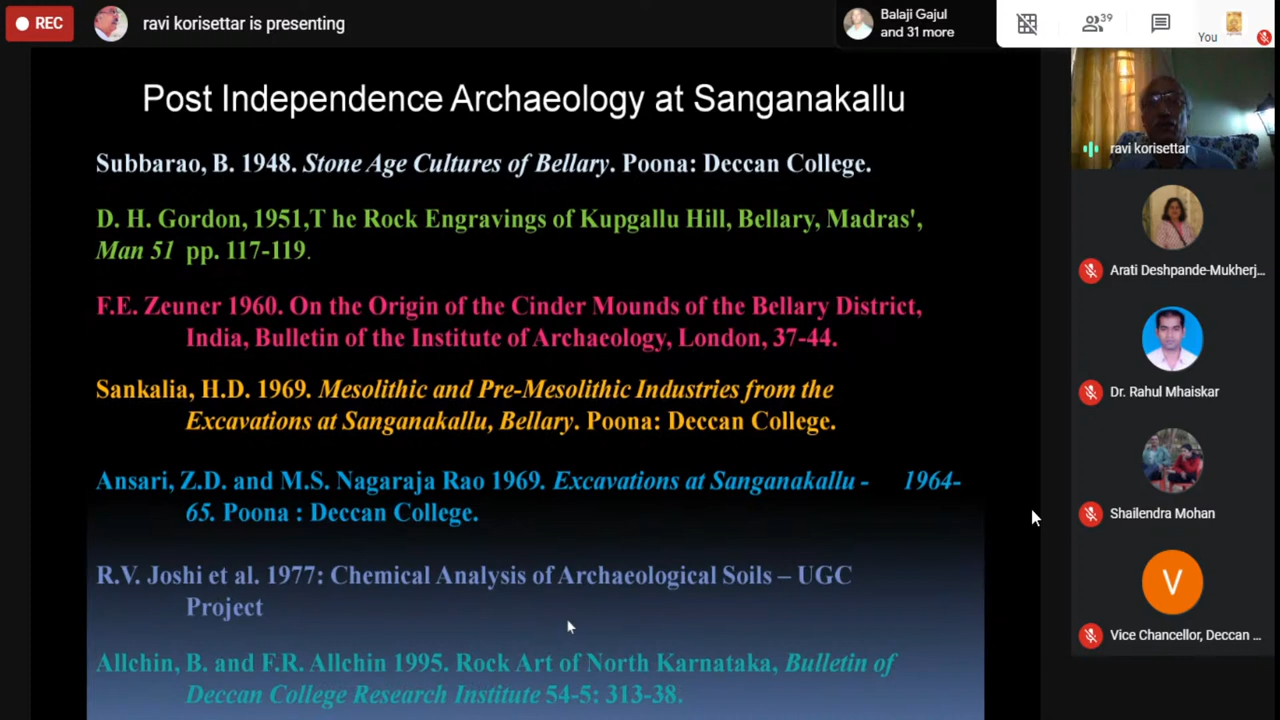 REC
ravi korisettar is presenting
Balaji Gajul
and 31 more
39
You
Post Independence Archaeology at Sanganakallu
Subbarao, B. 1948. Stone Age Cultures of Bellary. Poona: Deccan College.
D. H. Gordon, 1951,T he Rock Engravings of Kupgallu Hill, Bellary, Madras',
Man 51 pp. 117-119.
F.E. Zeuner 1960. On the Origin of the Cinder Mounds of the Bellary District,
India, Bulletin of the Institute of Archaeology, London, 37-44.
Sankalia, H.D. 1969. Mesolithic and Pre-Mesolithic Industries from the
Excavations at Sanganakallu, Bellary. Poona: Deccan College.
Ansari, Z.D. and M.S. Nagaraja Rao 1969. Excavations at Sanganakallu - 1964-
65. Poona : Deccan College.
R.V. Joshi et al. 1977: Chemical Analysis of Archaeological Soils – UGC
Project
Allchin, B. and F.R. Allchin 1995. Rock Art of North Karnataka, Bulletin of
Deccan College Research Institute 54-5: 313-38.
ravi korisettar
Arati Deshpande-Mukherj...
Dr. Rahul Mhaiskar
Shailendra Mohan
V
Vice Chancellor, Deccan ...